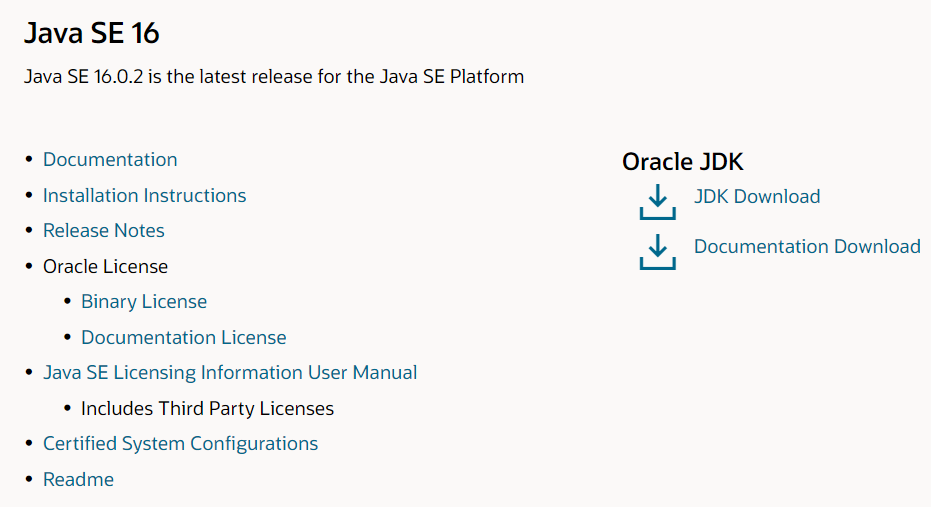 Java SE 16
Java SE 16.0.2 is the latest release for the Java SE Platform
Documentation
Installation Instructions
Release Notes
Oracle License
Binary License
Documentation License
Java SE Licensing Information User Manual
Includes Third Party Licenses
Certified System Configurations
Readme
Oracle JDK
JDK Download
Documentation Download